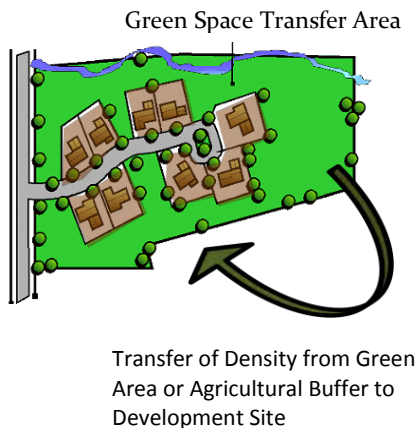 Green Space Transfer Area
Transfer of Density from Green
Area or Agricultural Buffer to
Development Site